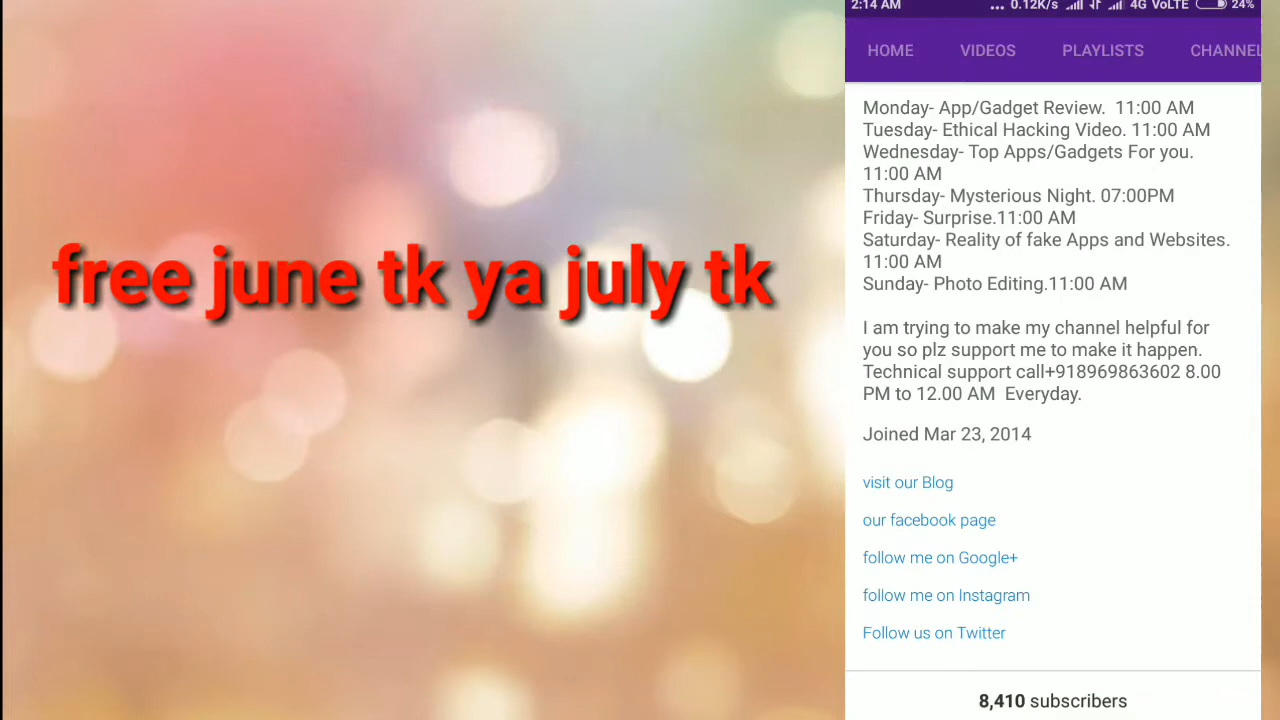 free june tk ya july tk
2:14 AM ... 0.12K/s 4G VoLTE 24%
HOME VIDEOS PLAYLISTS CHANNEL
Monday- App/Gadget Review. 11:00 AM
Tuesday- Ethical Hacking Video. 11:00 AM
Wednesday- Top Apps/Gadgets For you.
11:00 AM
Thursday- Mysterious Night. 07:00PM
Friday- Surprise.11:00 AM
Saturday- Reality of fake Apps and Websites.
11:00 AM
Sunday- Photo Editing.11:00 AM
I am trying to make my channel helpful for
you so plz support me to make it happen.
Technical support call+918969863602 8.00
PM to 12.00 AM Everyday.
Joined Mar 23, 2014
visit our Blog
our facebook page
follow me on Google+
follow me on Instagram
Follow us on Twitter
8,410 subscribers